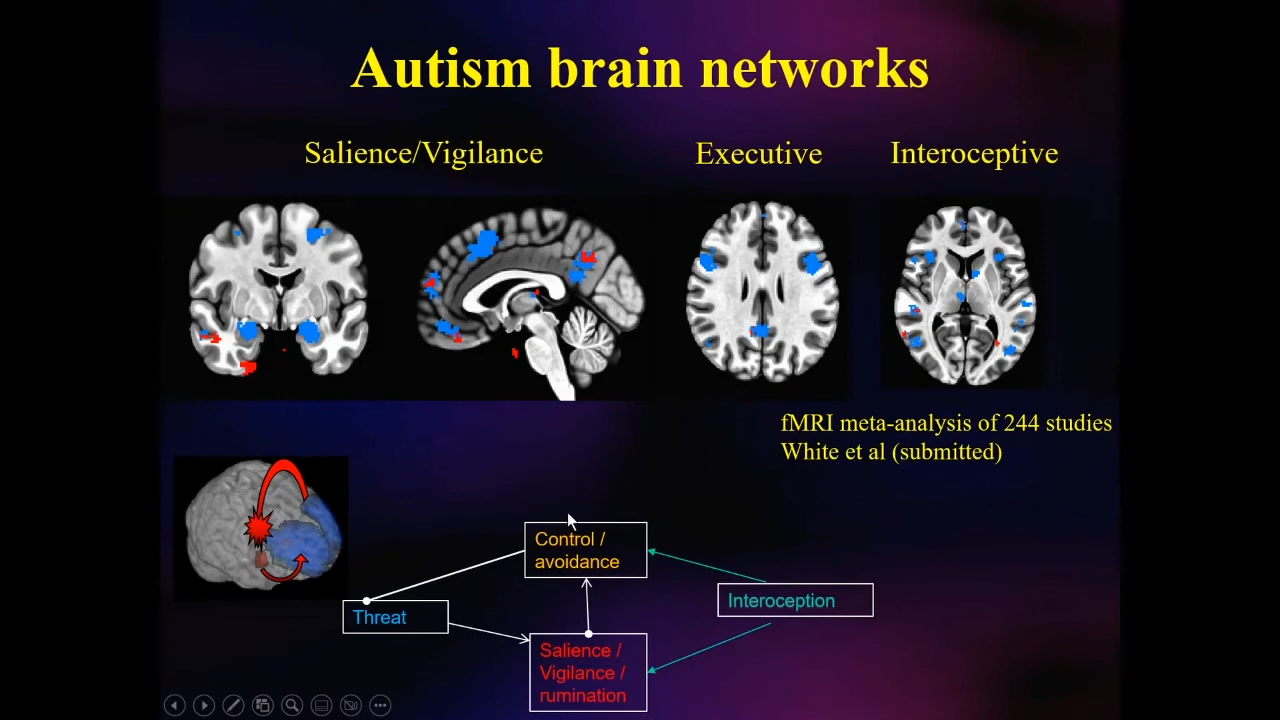 Autism brain networks
Salience/Vigilance
Executive
Interoceptive
fMRI meta-analysis of 244 studies
White et al (submitted)
Control /
avoidance
Interoception
Threat
Salience /
Vigilance /
rumination